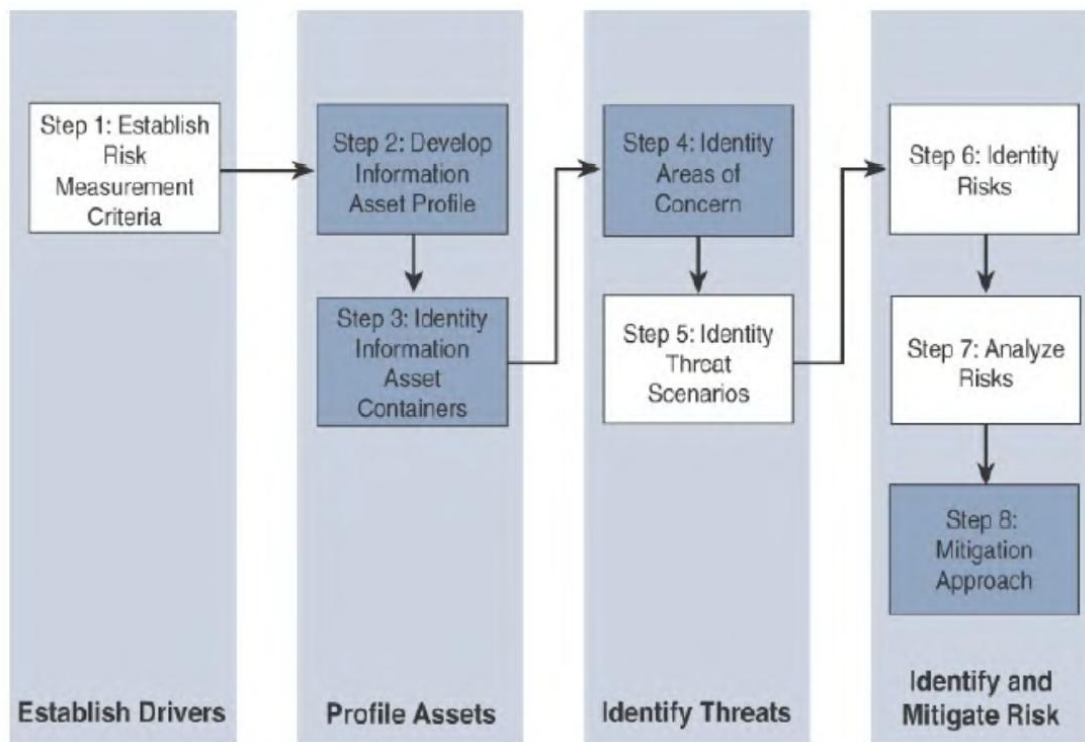 Step 1: Establish
Risk
Measurement
Criteria
Step 2: Develop
Information
Asset Profile
Step 3: Identity
Information
Asset
Containers
Step 4: Identity
Areas of
Concern
Step 5: Identity
Threat
Scenarios
Step 6: Identity
Risks
Step 7: Analyze
Risks
Step 8:
Mitigation
Approach
Establish Drivers
Profile Assets
Identify Threats
Identify and
Mitigate Risk